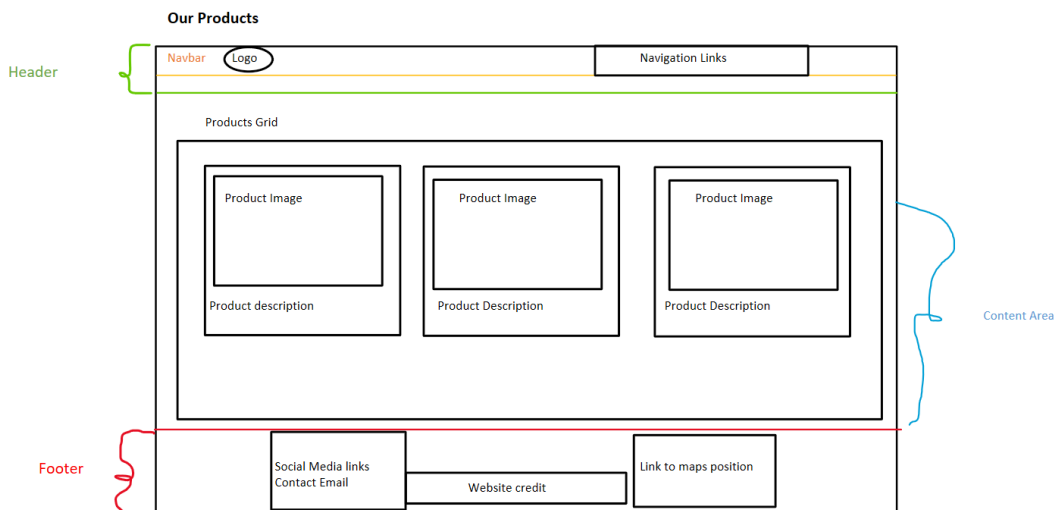 Our Products
Header
Navbar
Logo
Navigation Links
Products Grid
Product Image
Product Image
Product Image
Product description
Product Description
Product Description
Content Area
Footer
Social Media links
Contact Email
Website credit
Link to maps position